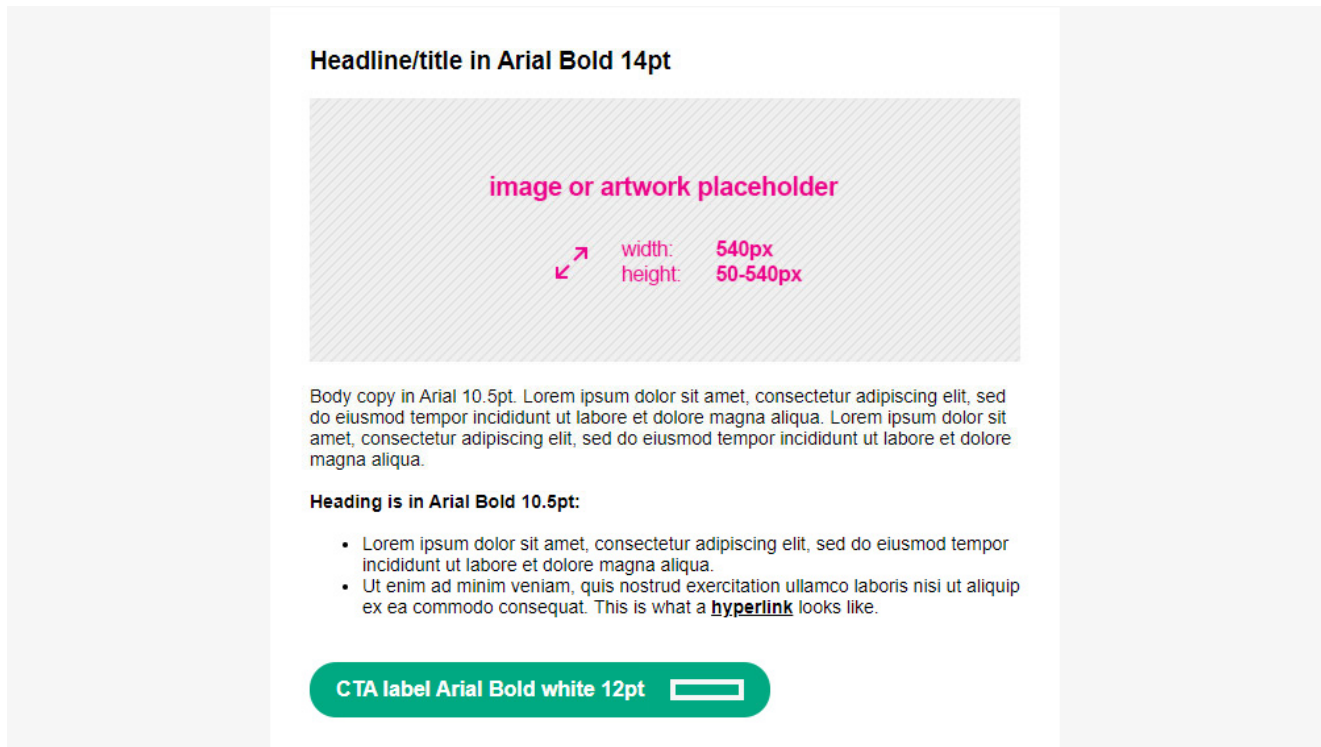 Headline/title in Arial Bold 14pt
image or artwork placeholder
width: 540px
height: 50-540px
Body copy in Arial 10.5pt. Lorem ipsum dolor sit amet, consectetur adipiscing elit, sed
do eiusmod tempor incididunt ut labore et dolore magna aliqua. Lorem ipsum dolor sit
amet, consectetur adipiscing elit, sed do eiusmod tempor incididunt ut labore et dolore
magna aliqua.
Heading is in Arial Bold 10.5pt:
• Lorem ipsum dolor sit amet, consectetur adipiscing elit, sed do eiusmod tempor
incididunt ut labore et dolore magna aliqua.
• Ut enim ad minim veniam, quis nostrud exercitation ullamco laboris nisi ut aliquip
ex ea commodo consequat. This is what a hyperlink looks like.
CTA label Arial Bold white 12pt